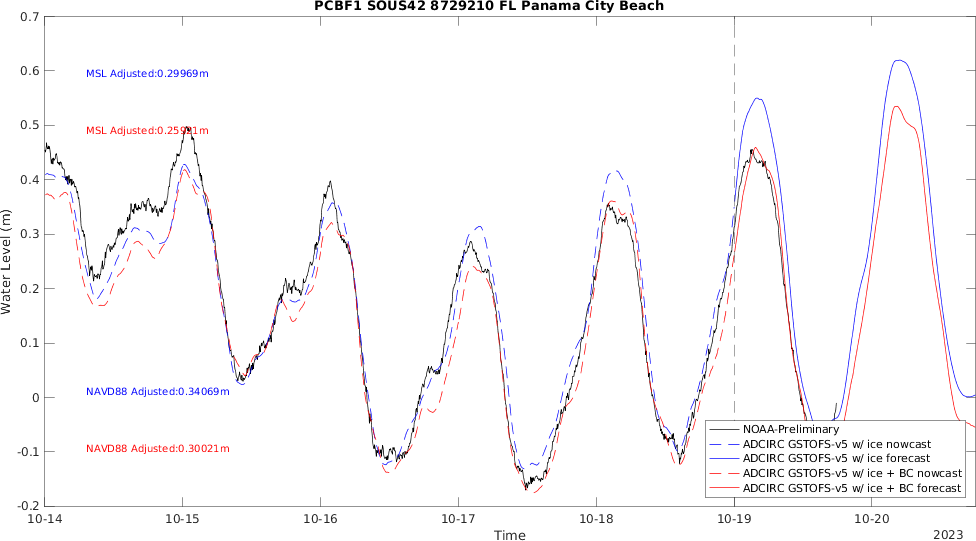 PCBF1 SOUS42 8729210 FL Panama City Beach
Water Level (m)
0.7
0.6
0.5
0.4
0.3
0.2
0.1
0
-0.1
-0.2
MSL Adjusted:0.29969m
MSL Adjusted:0.25921m
NAVD88 Adjusted:0.34069m
NAVD88 Adjusted:0.30021m
NOAA-Preliminary
ADCIRC GSTOFS-v5 w/ ice nowcast
ADCIRC GSTOFS-v5 w/ ice forecast
ADCIRC GSTOFS-v5 w/ ice + BC nowcast
ADCIRC GSTOFS-v5 w/ ice + BC forecast
10-14 10-15 10-16 10-17 10-18 10-19 10-20
Time
2023